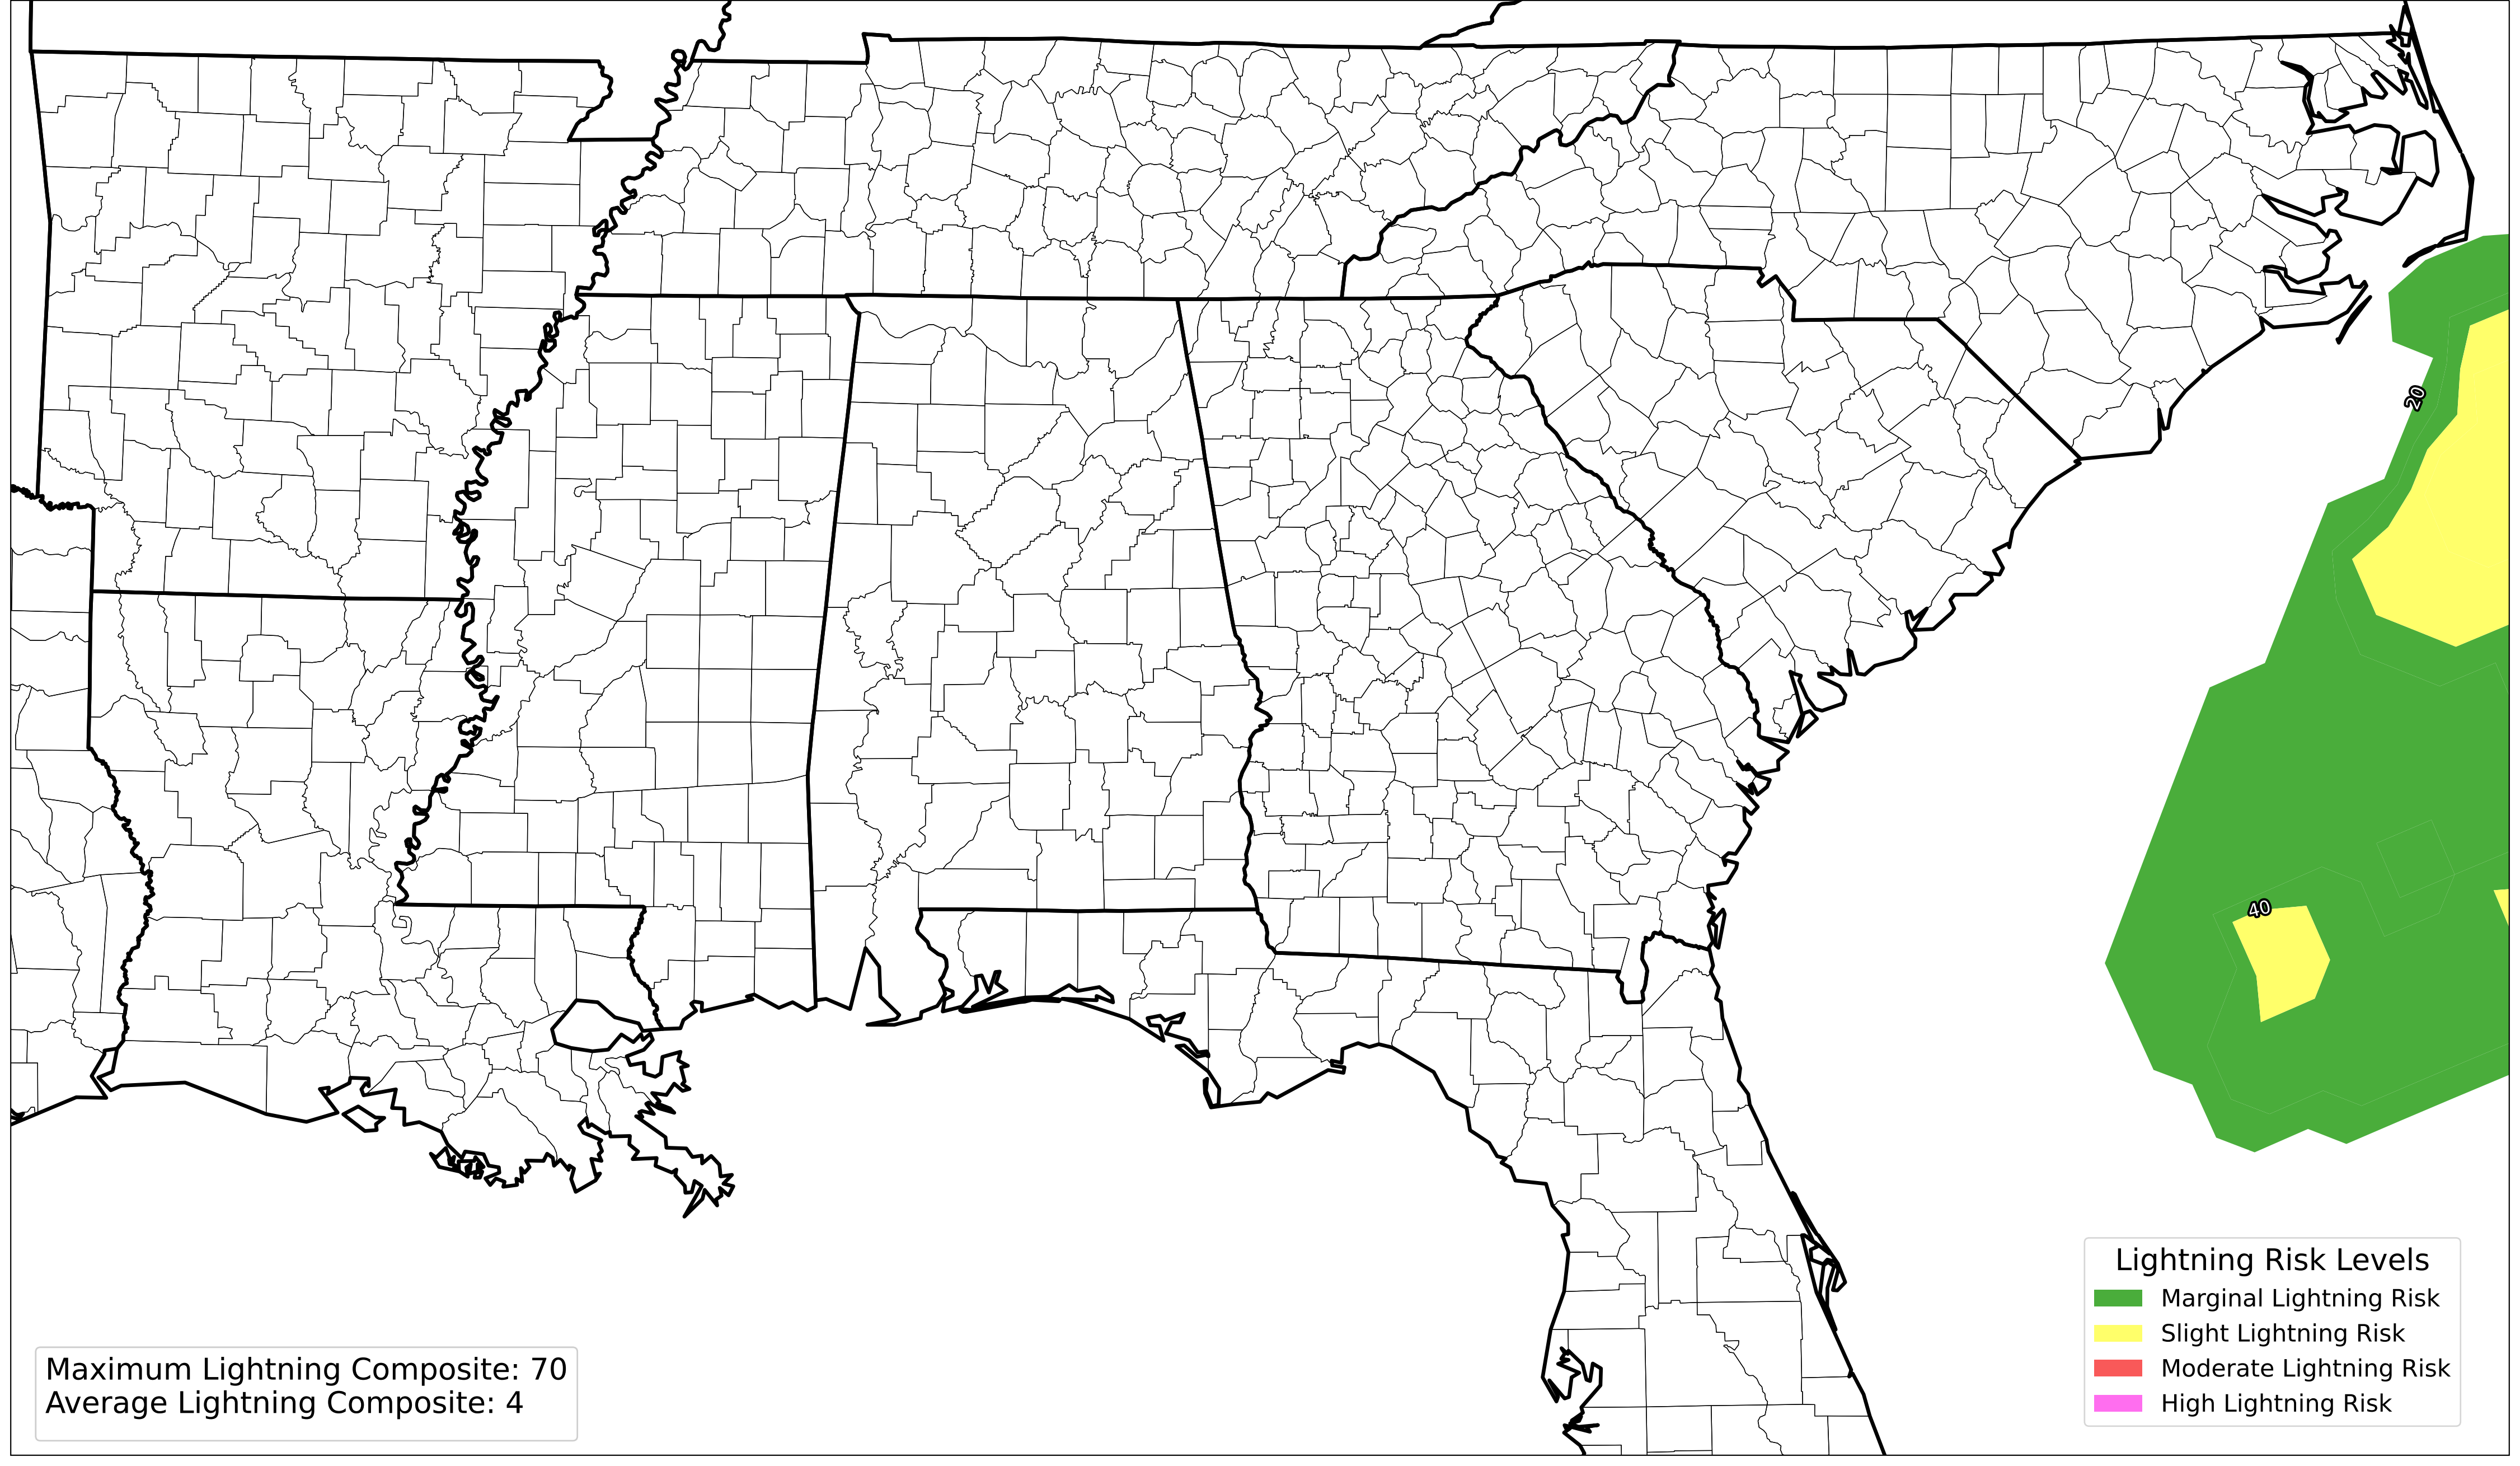 20
40
Lightning Risk Levels
Marginal Lightning Risk
Slight Lightning Risk
Moderate Lightning Risk
High Lightning Risk
Maximum Lightning Composite: 70
Average Lightning Composite: 4